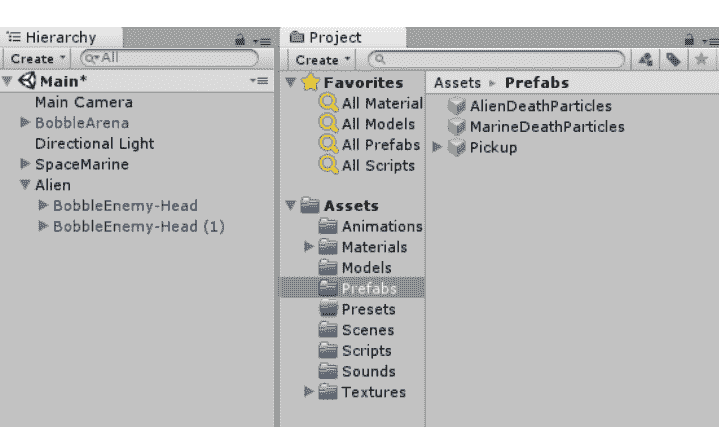 Hierarchy
Create
All
Main*
Main Camera
BobbleArena
Directional Light
SpaceMarine
Alien
BobbleEnemy-Head
BobbleEnemy-Head (1)
Project
Create
Favorites
All Material
All Models
All Prefabs
All Scripts
Assets
Animations
Materials
Models
Prefabs
Presets
Scenes
Scripts
Sounds
Textures
Assets Prefabs
AlienDeathParticles
MarineDeathParticles
Pickup